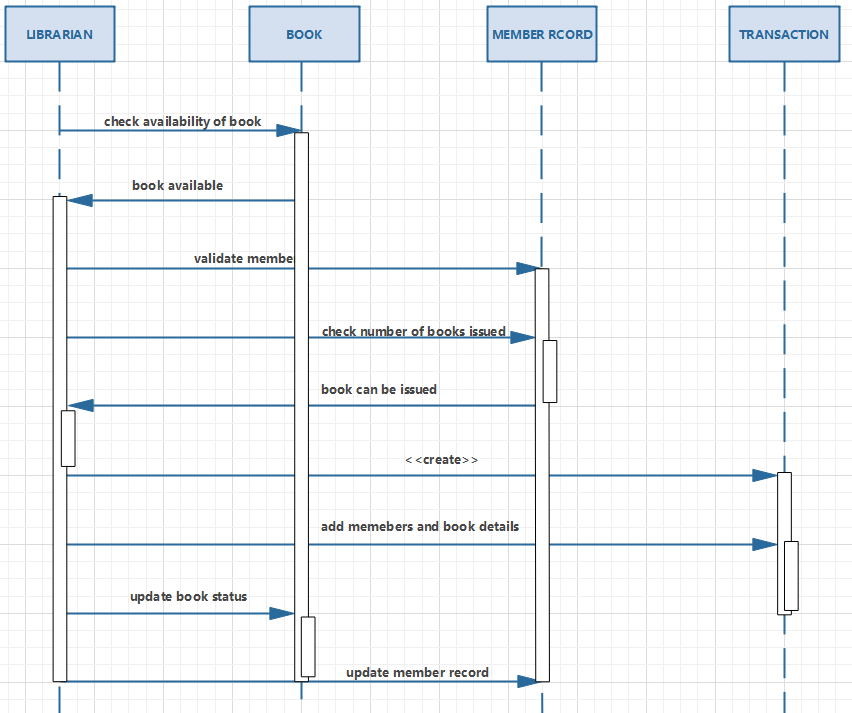 LIBRARIAN
BOOK
MEMBER RCORD
TRANSACTION
check availability of book
book available
validate membe
check number of books issued
book can be issued
<<create>>
add memebers and book details
update book status
update member record